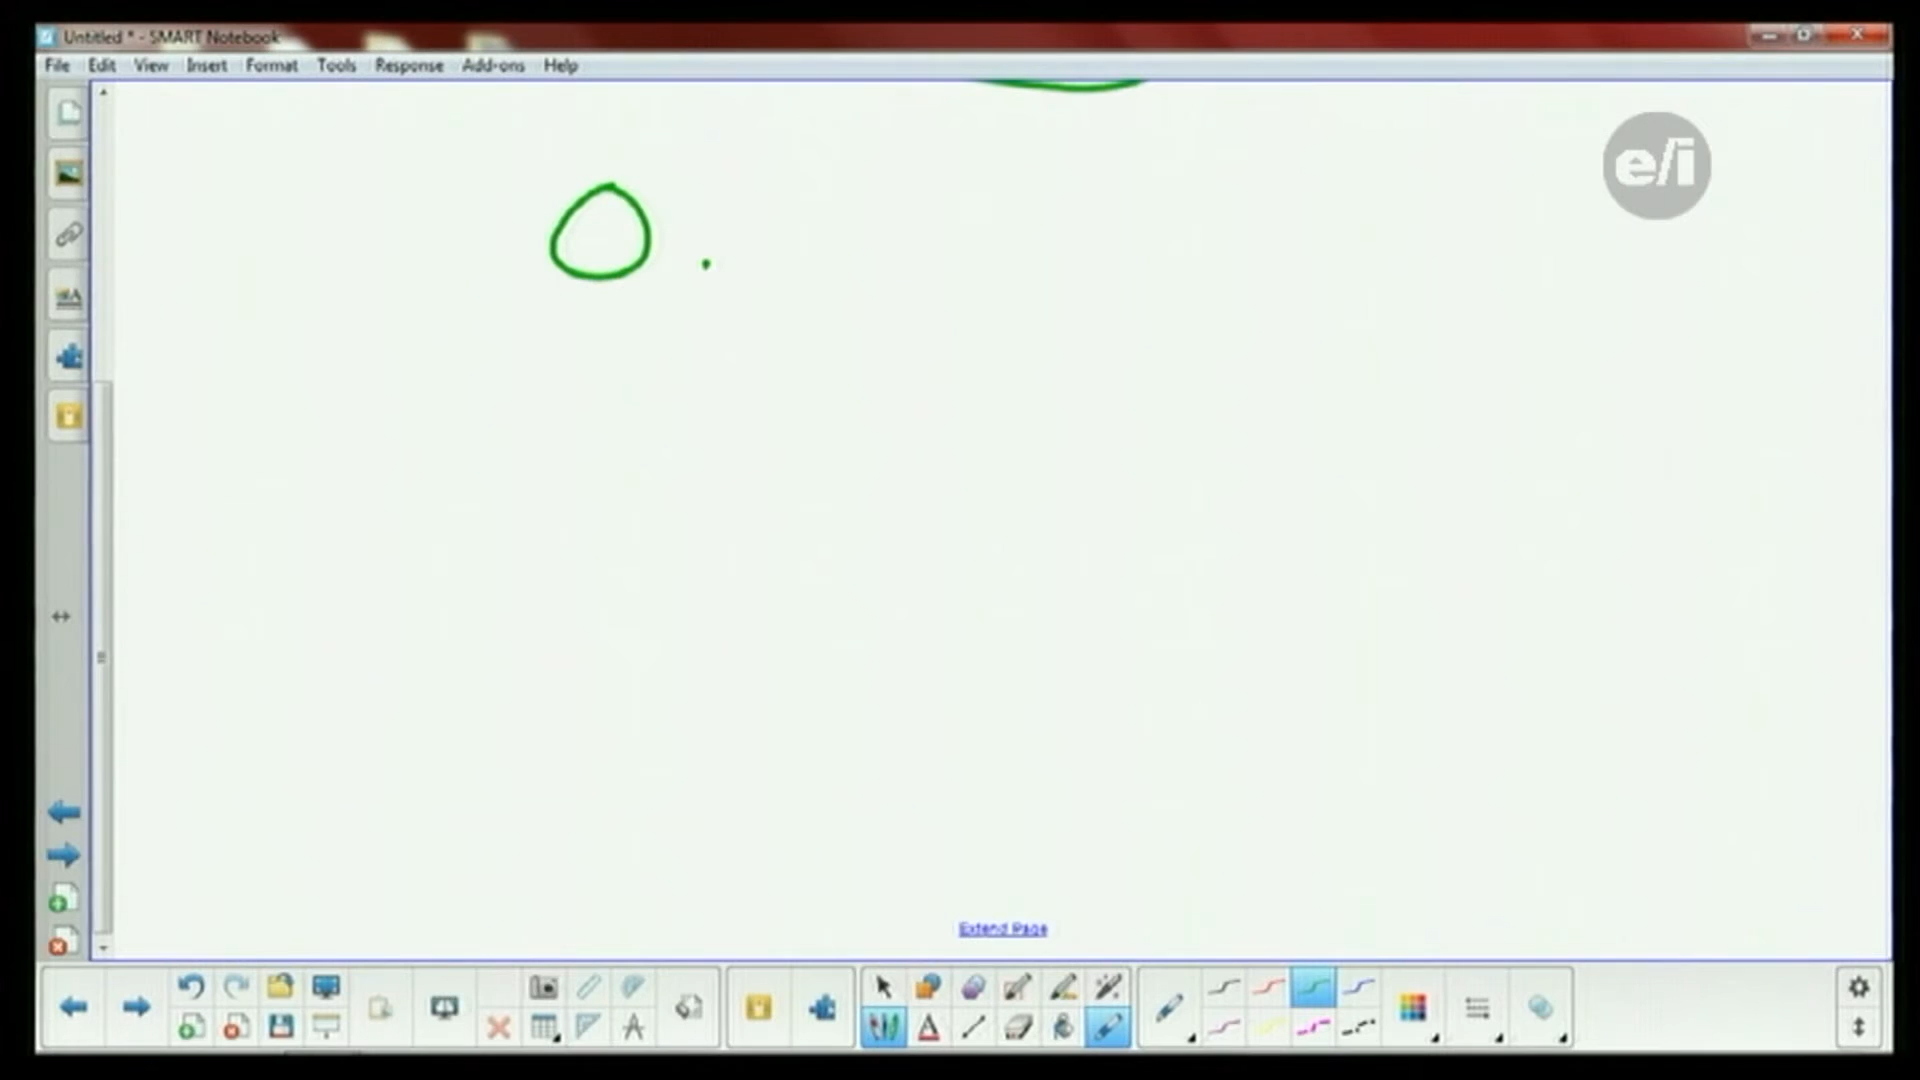 Untitled * - SMART Notebook
File Edit View Insert Format Tools Response Add-ons Help
e/i
Extend Page